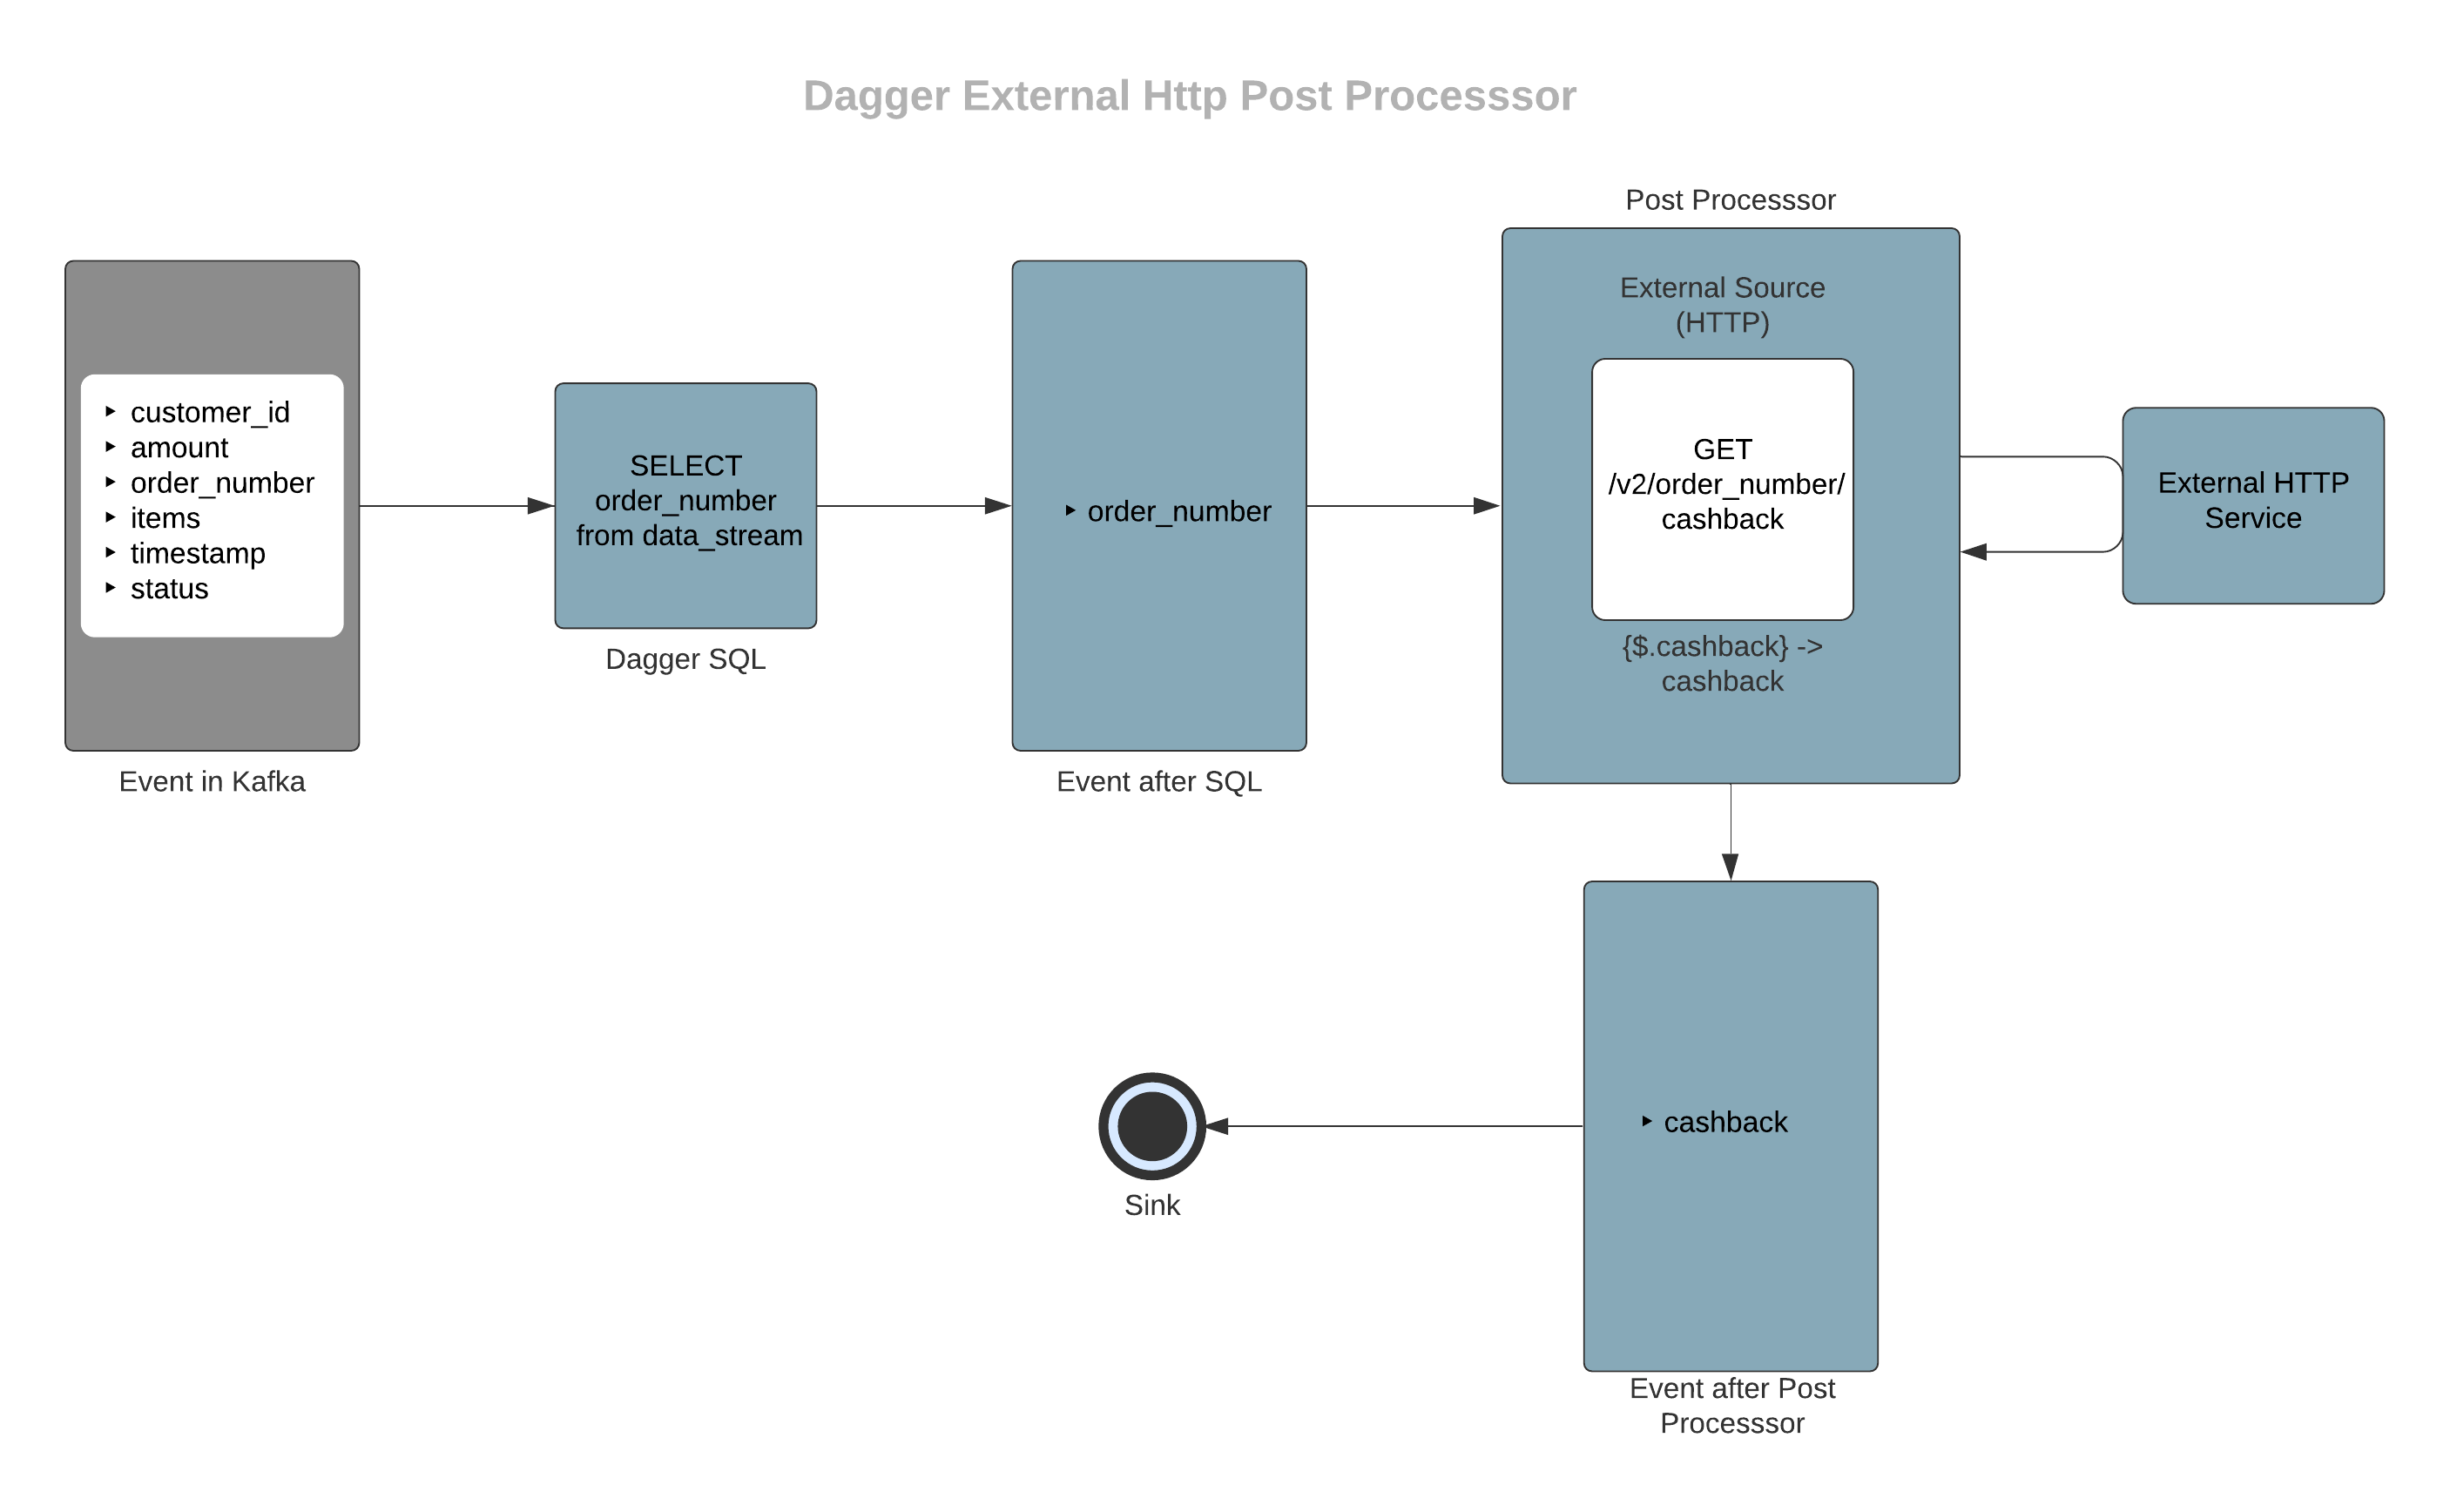 Dagger External Http Post Processsor
customer_id
amount
order_number
items
timestamp
status
Event in Kafka
SELECT
order_number
from data_stream
Dagger SQL
order_number
Event after SQL
Post Processsor
External Source
(HTTP)
GET
/v2/order_number/
cashback
{$.cashback} ->
cashback
External HTTP
Service
cashback
Event after Post
Processsor
Sink